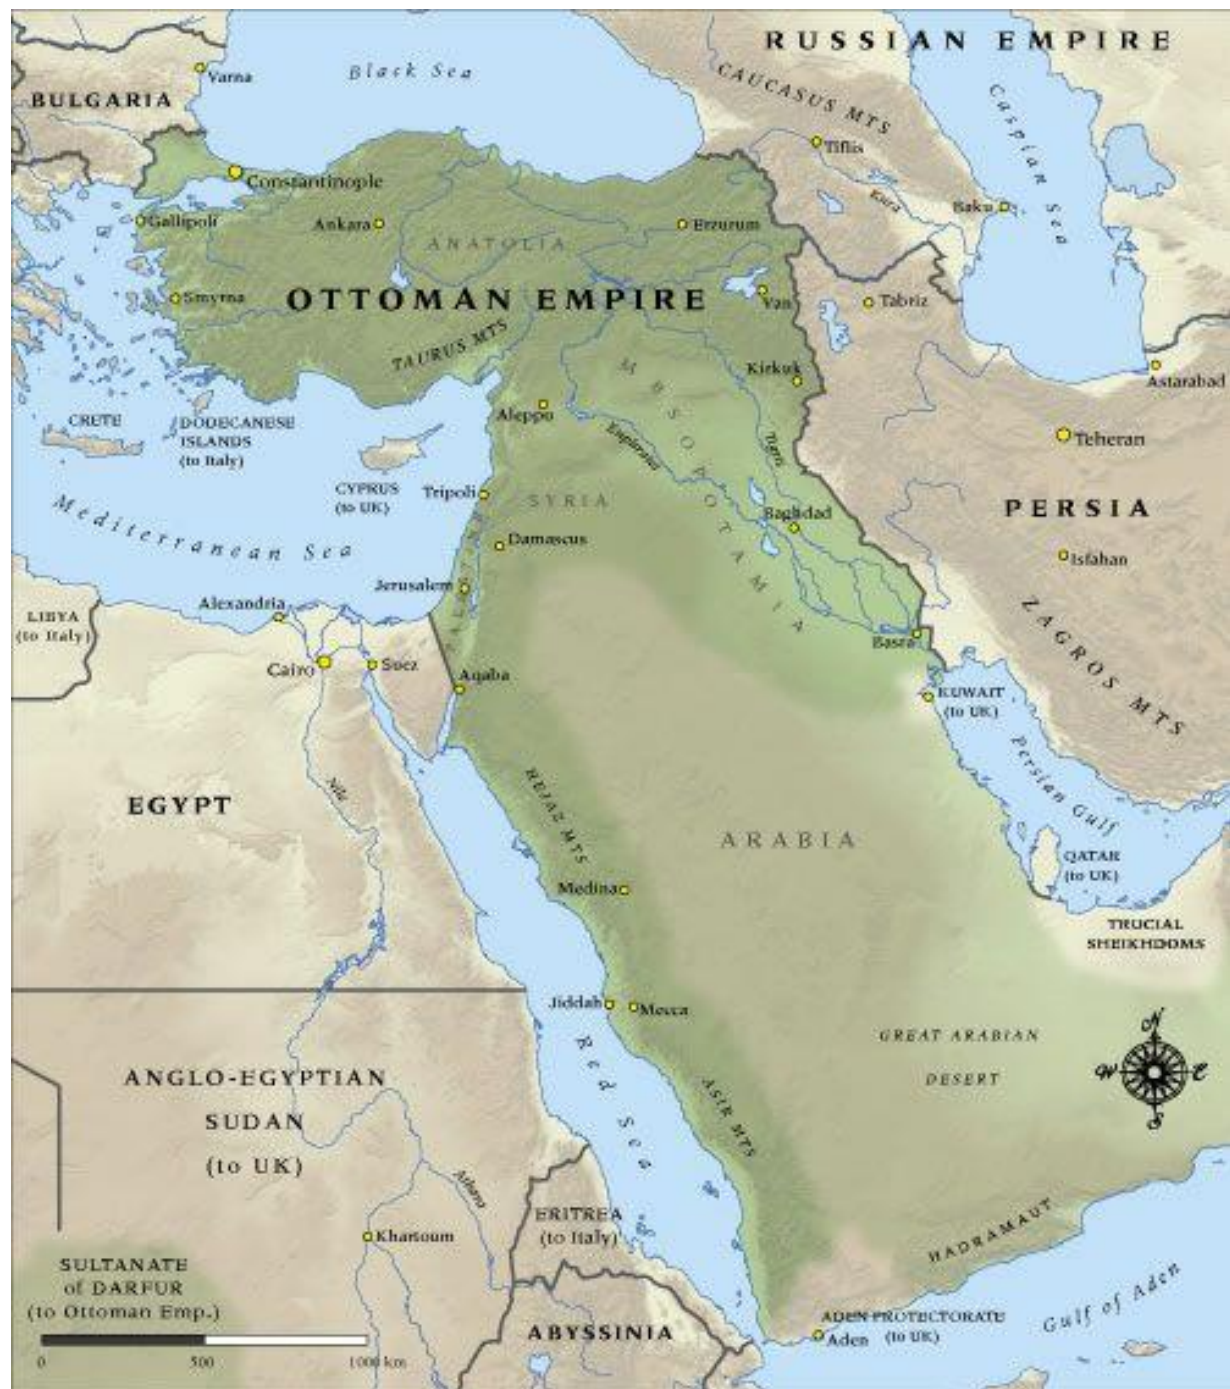 RUSSIAN EMPIRE
Black Sea
CAUCASUS MTS
Caspian Sea
Varna
BULGARIA
Tiflis
Constantinople
Kura
Baku
Gallipoli
Ankara
ANATOLIA
Erzurum
Smyrna
OTTOMAN EMPIRE
Van
Tabriz
TAURUS MTS
Kirkuk
Astarabad
MESOPOTAMIA
Aleppo
CRETE
DODECANESE
ISLANDS
(to Italy)
Tigris
Teheran
CYPRUS
(to UK)
Tripoli
SYRIA
PERSIA
Mediterranean Sea
Baghdad
Damascus
Isfahan
Jerusalem
Alexandria
LIBYA
(to Italy)
ZAGROS MTS
Basra
Cairo
Suez
Aqaba
KUWAIT
(to UK)
Persian Gulf
Nile
HEJAZ MTS
EGYPT
ARABIA
QATAR
(to UK)
Medina
TRUCIAL
SHEIKHDOMS
Jiddah
Mecca
Red Sea
GREAT ARABIAN
DESERT
N
W
E
S
ANGLO-EGYPTIAN
SUDAN
(to UK)
ASIR MTS
Atbara
ERITREA
(to Italy)
Khartoum
HADRAMAUT
SULTANATE
of DARFUR
(to Ottoman Emp.)
Gulf of Aden
ADEN PROTECTORATE
(to UK)
Aden
ABYSSINIA
0 500 1000 km